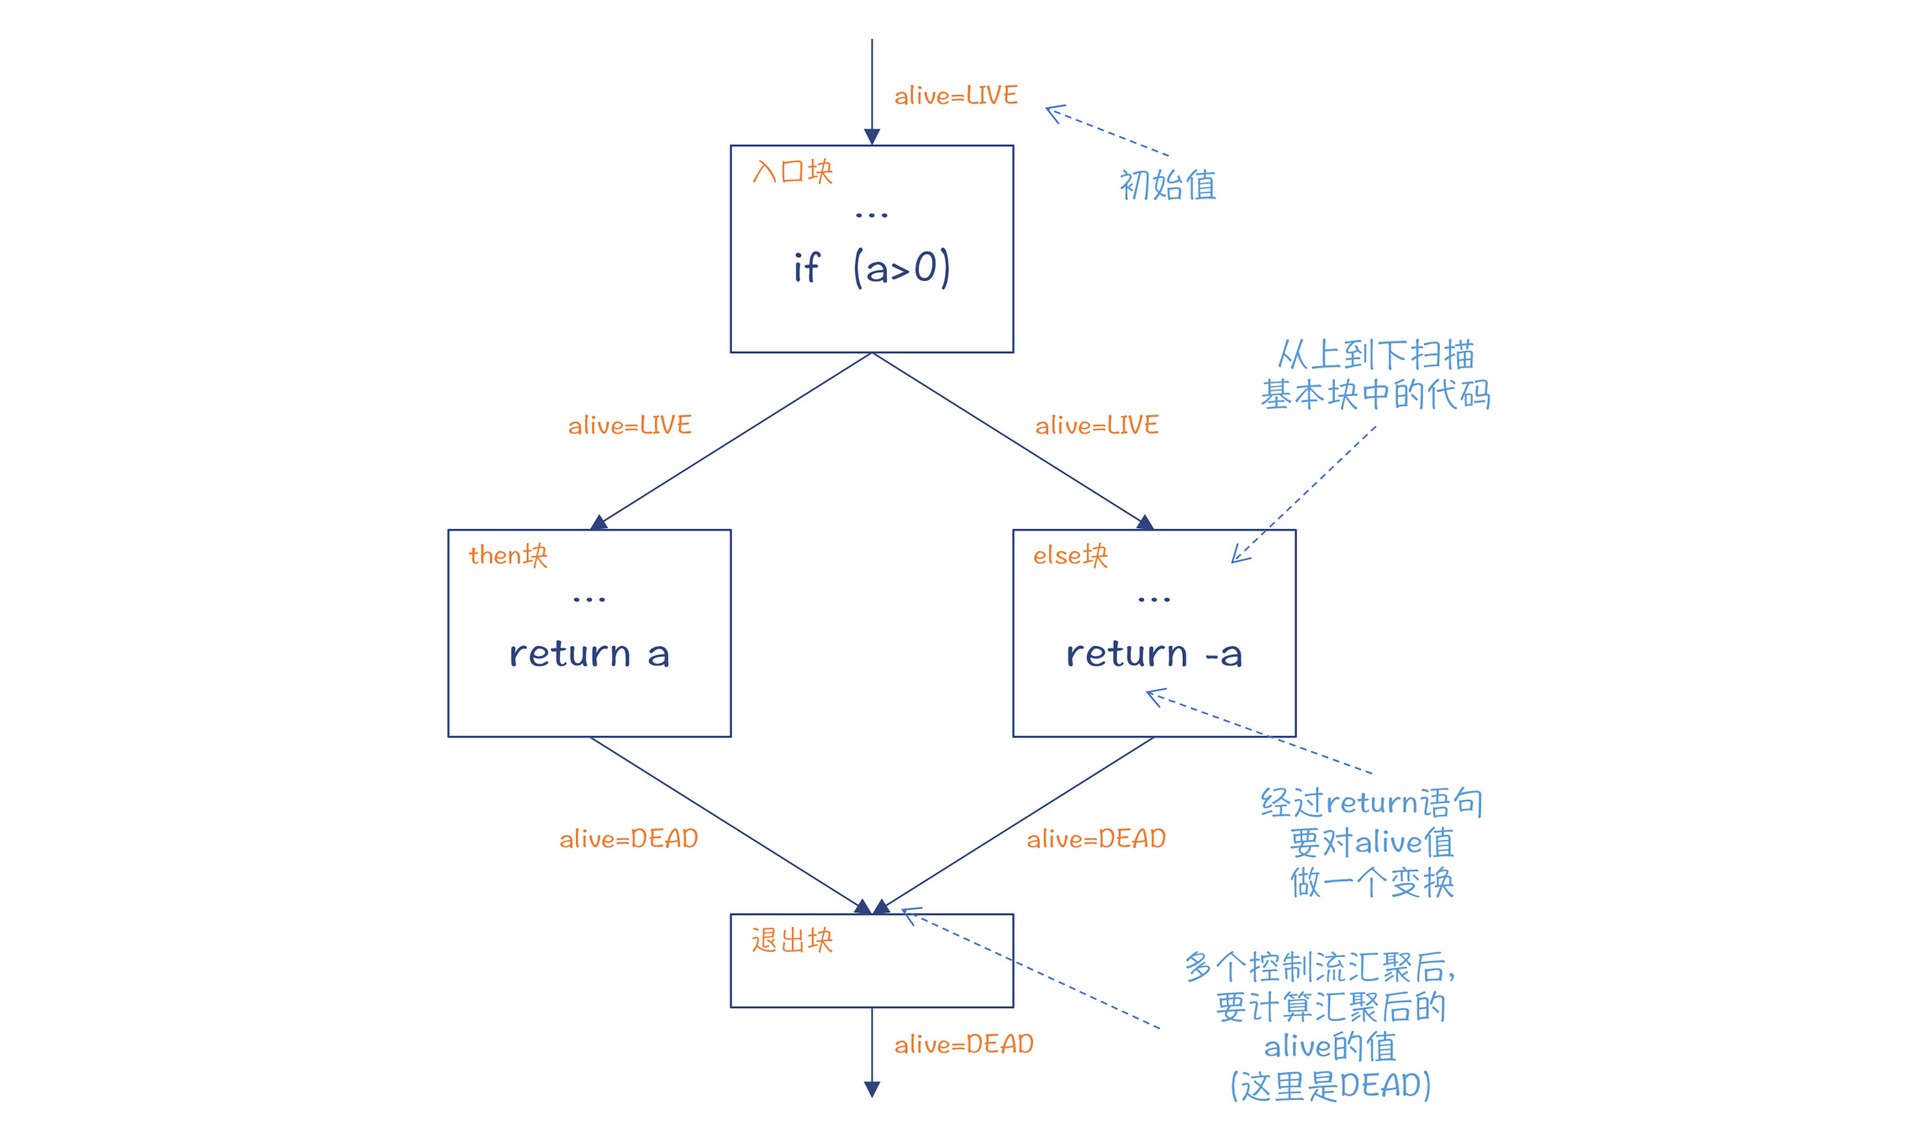 alive=LIVE
初始值
入口块
...
if (a>0)
从上到下扫描
基本块中的代码
alive=LIVE
alive=LIVE
then块
...
return a
else块
...
return -a
经过return语句
要对alive值
做一个变换
alive=DEAD
alive=DEAD
退出块
多个控制流汇聚后，
要计算汇聚后的
alive的值
(这里是DEAD)
alive=DEAD